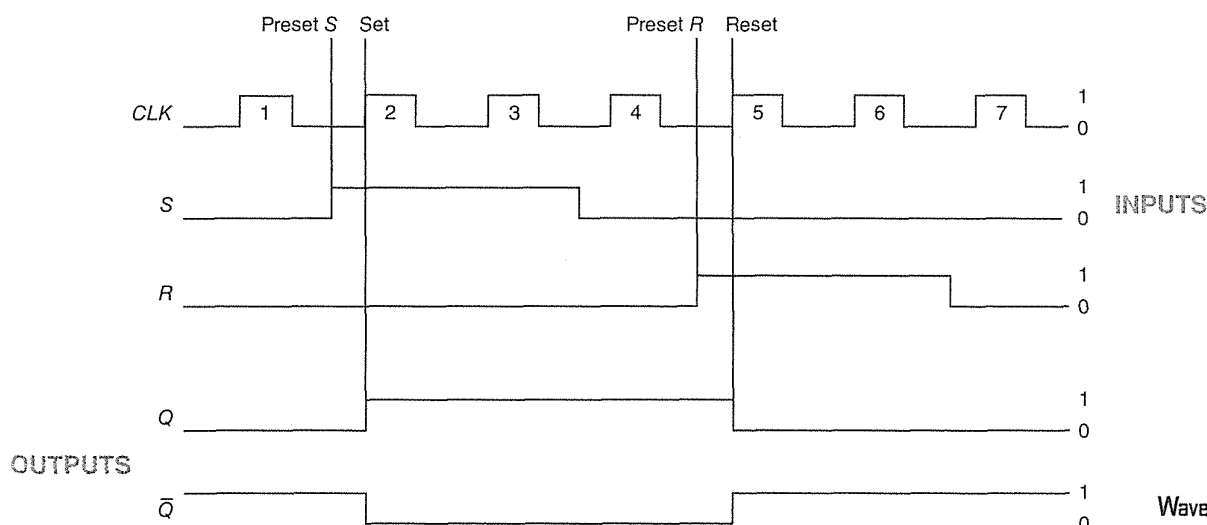 Preset S Set Preset R Reset
CLK 1 2 3 4 5 6 7 1
0
S 1
0
INPUTS
R 1
0
Q 1
0
OUTPUTS
Q̅ 1
0
Wave